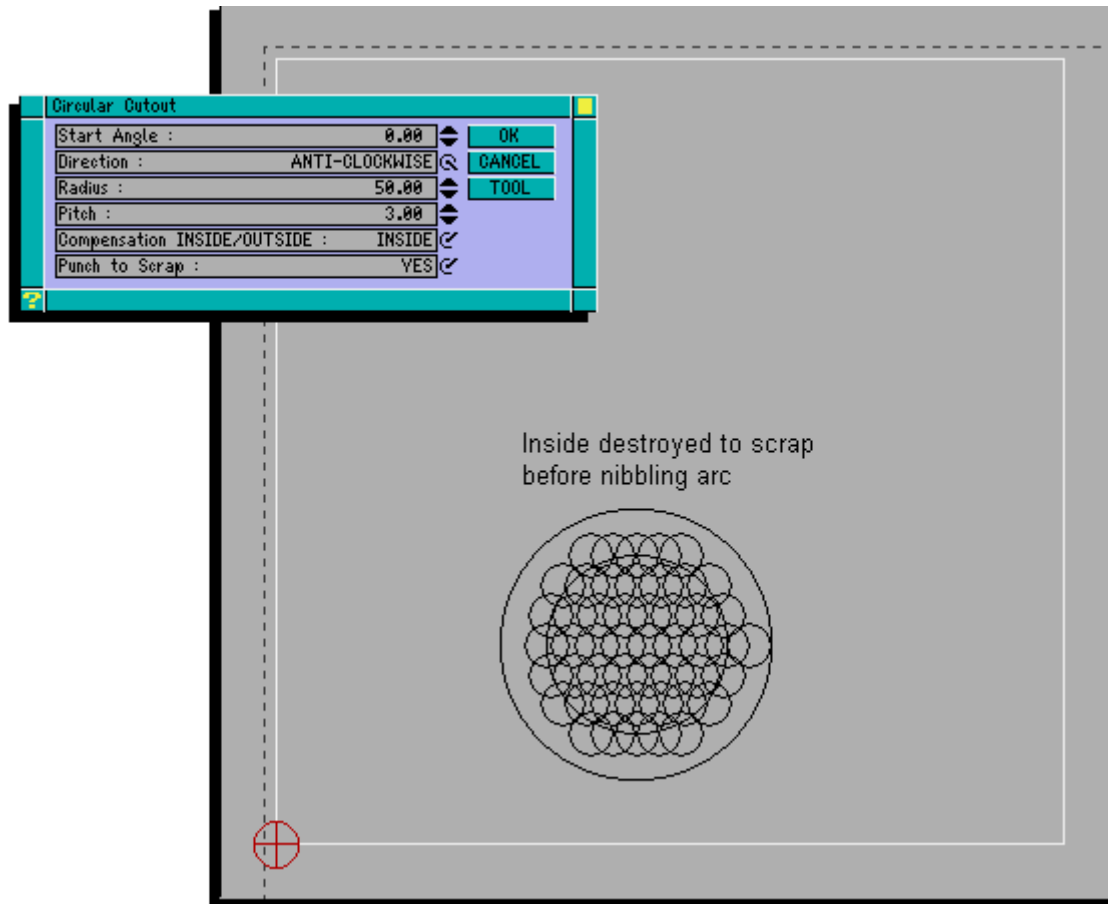 Circular Cutout
Start Angle : 0.00
OK
Direction : ANTI-CLOCKWISE
CANCEL
Radius : 50.00
TOOL
Pitch : 3.00
Compensation INSIDE/OUTSIDE : INSIDE
Punch to Scrap : YES
?
Inside destroyed to scrap
before nibbling arc